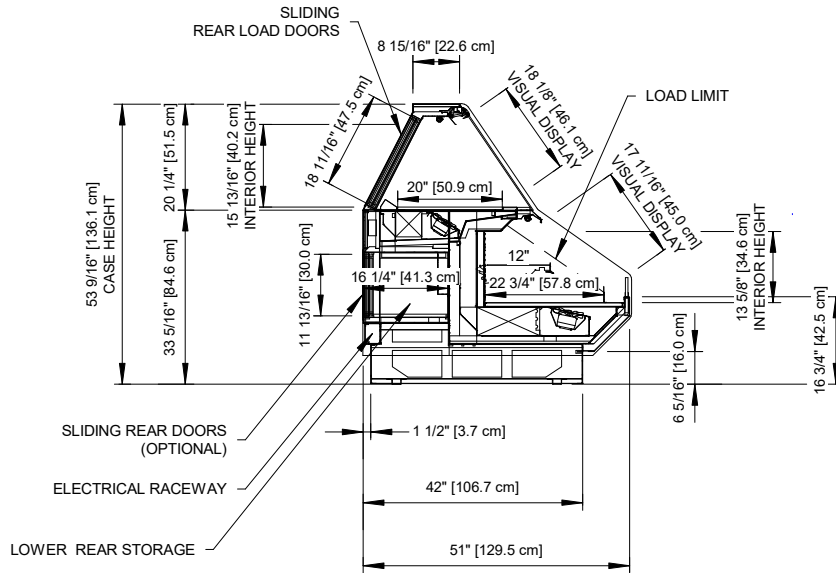 SLIDING
REAR LOAD DOORS
8 15/16" [22.6 cm]
18 1/8" [46.1 cm]
VISUAL DISPLAY
LOAD LIMIT
17 11/16" [45.0 cm]
VISUAL DISPLAY
53 9/16" [136.1 cm]
CASE HEIGHT
20 1/4" [51.5 cm]
15 13/16" [40.2 cm]
INTERIOR HEIGHT
18 11/16" [47.5 cm]
20" [50.9 cm]
33 5/16" [84.6 cm]
11 13/16" [30.0 cm]
16 1/4" [41.3 cm]
12"
22 3/4" [57.8 cm]
13 5/8" [34.6 cm]
INTERIOR HEIGHT
6 5/16" [16.0 cm]
16 3/4" [42.5 cm]
SLIDING REAR DOORS
(OPTIONAL)
1 1/2" [3.7 cm]
ELECTRICAL RACEWAY
42" [106.7 cm]
LOWER REAR STORAGE
51" [129.5 cm]